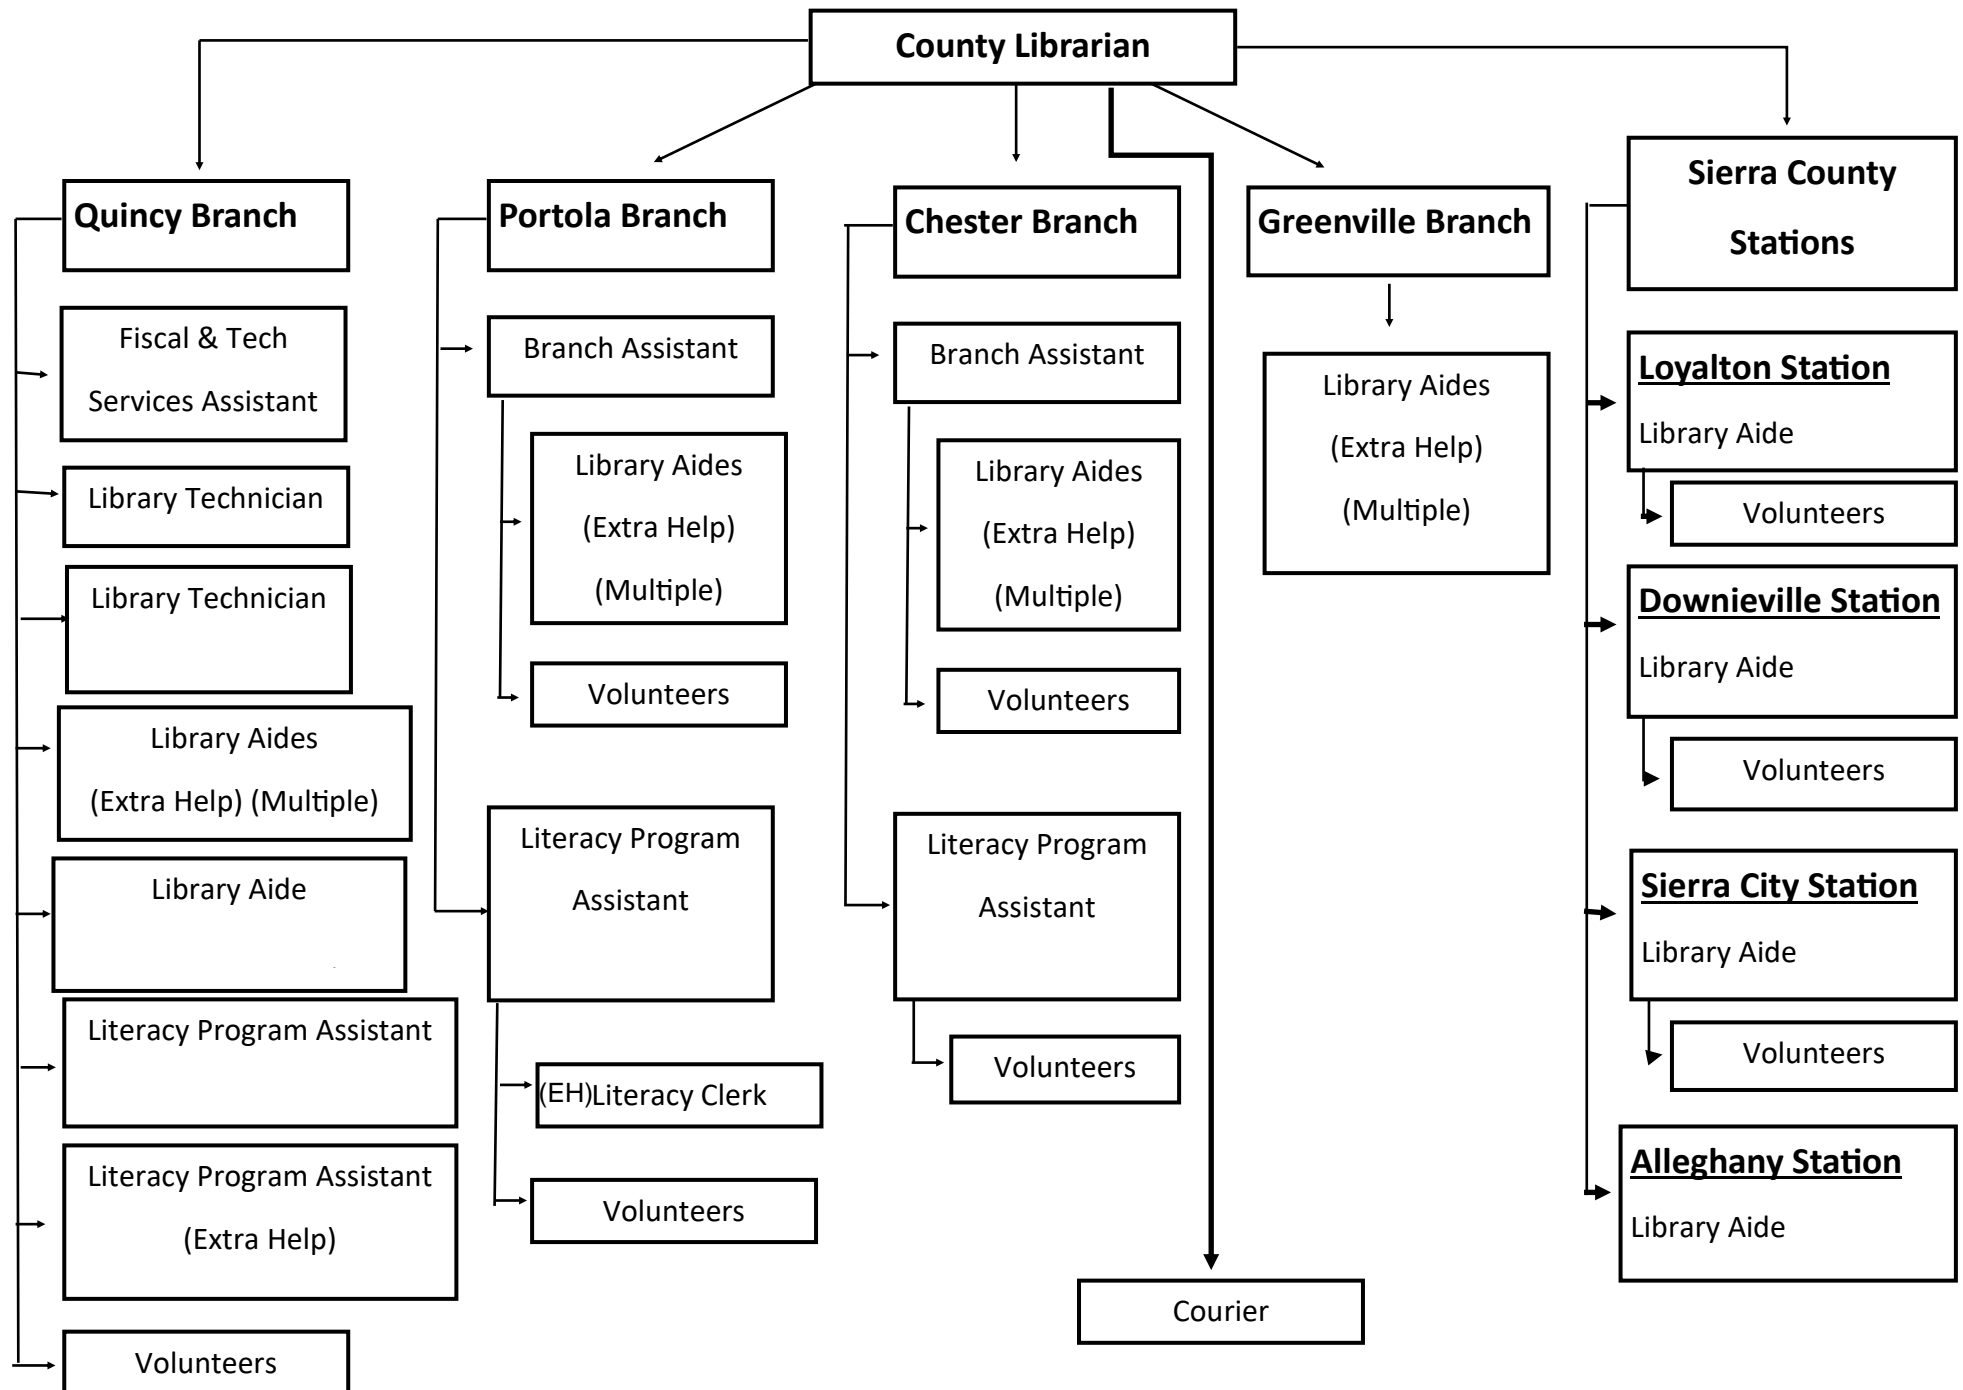 County Librarian
Quincy Branch
Fiscal & Tech
Services Assistant
Library Technician
Library Technician
Library Aides
(Extra Help) (Multiple)
Library Aide
Literacy Program Assistant
Literacy Program Assistant
(Extra Help)
Volunteers
Portola Branch
Branch Assistant
Library Aides
(Extra Help)
(Multiple)
Volunteers
Literacy Program
Assistant
(EH)Literacy Clerk
Volunteers
Chester Branch
Branch Assistant
Library Aides
(Extra Help)
(Multiple)
Volunteers
Literacy Program
Assistant
Volunteers
Courier
Greenville Branch
Library Aides
(Extra Help)
(Multiple)
Sierra County
Stations
Loyalton Station
Library Aide
Volunteers
Downieville Station
Library Aide
Volunteers
Sierra City Station
Library Aide
Volunteers
Alleghany Station
Library Aide